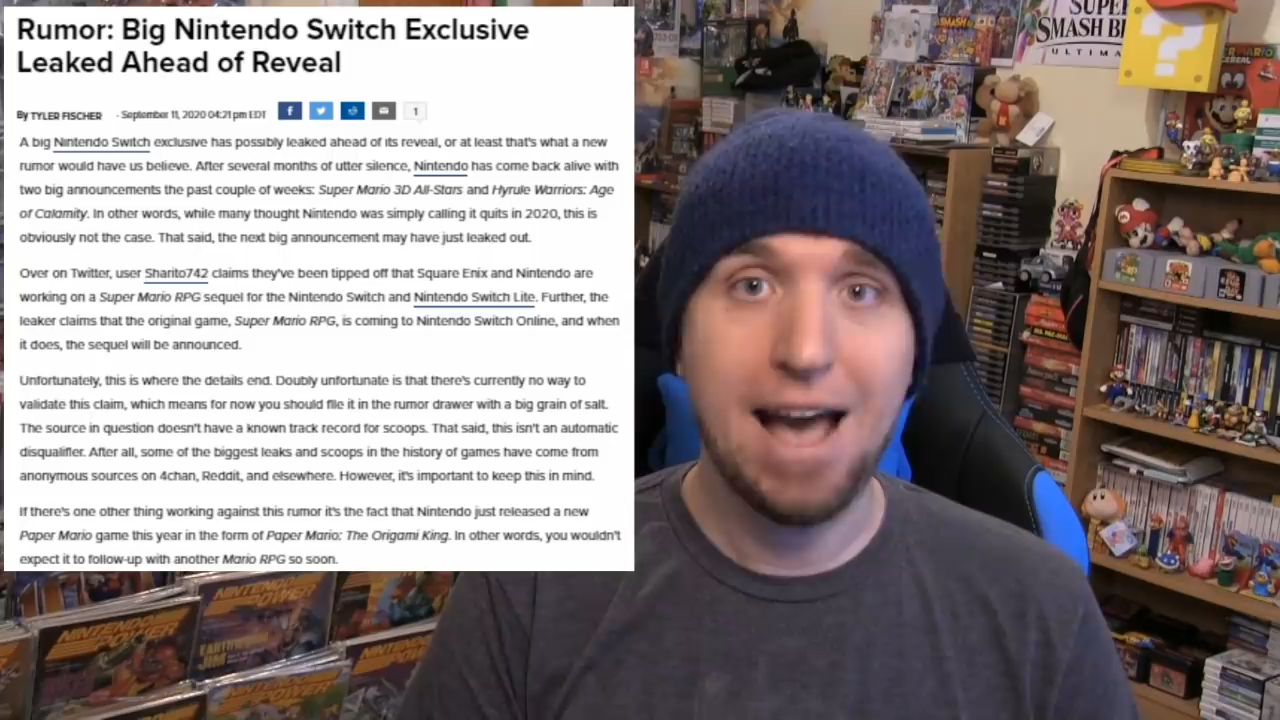 Rumor: Big Nintendo Switch Exclusive
Leaked Ahead of Reveal
By TYLER FISCHER - September 11, 2020 04:21 pm EDT
1
A big Nintendo Switch exclusive has possibly leaked ahead of its reveal, or at least that's what a new
rumor would have us believe. After several months of utter silence, Nintendo has come back alive with
two big announcements the past couple of weeks: Super Mario 3D All-Stars and Hyrule Warriors: Age
of Calamity. In other words, while many thought Nintendo was simply calling it quits in 2020, this is
obviously not the case. That said, the next big announcement may have just leaked out.
Over on Twitter, user Sharito742 claims they've been tipped off that Square Enix and Nintendo are
working on a Super Mario RPG sequel for the Nintendo Switch and Nintendo Switch Lite. Further, the
leaker claims that the original game, Super Mario RPG, is coming to Nintendo Switch Online, and when
it does, the sequel will be announced.
Unfortunately, this is where the details end. Doubly unfortunate is that there's currently no way to
validate this claim, which means for now you should file it in the rumor drawer with a big grain of salt.
The source in question doesn't have a known track record for scoops. That said, this isn't an automatic
disqualifier. After all, some of the biggest leaks and scoops in the history of games have come from
anonymous sources on 4chan, Reddit, and elsewhere. However, it's important to keep this in mind.
If there's one other thing working against this rumor it's the fact that Nintendo just released a new
Paper Mario game this year in the form of Paper Mario: The Origami King. In other words, you wouldn't
expect it to follow-up with another Mario RPG so soon.
SUPER
SMASH BR
ULTIMA
?
NINTENDO POWER
NINTENDO POWER
EARTHWORM
JIM
NINTENDO POWER
NINTENDO POWER